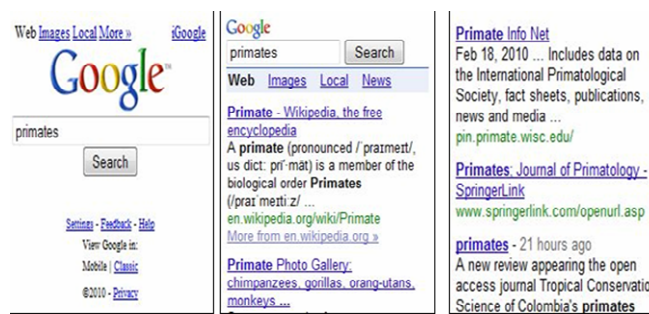 Web Images Local More » iGoogle
Google™
primates
Search
Settings - Feedback - Help
View Google in:
Mobile | Classic
©2010 - Privacy
Google
primates Search
Web Images Local News
Primate - Wikipedia, the free
encyclopedia
A primate (pronounced /ˈpraɪmeɪt/,
us dict: prī′·māt) is a member of the
biological order Primates
(/praɪˈmeɪtiːz/ ...
en.wikipedia.org/wiki/Primate
More from en.wikipedia.org »
Primate Photo Gallery:
chimpanzees, gorillas, orang-utans,
monkeys ...
Primate Info Net
Feb 18, 2010 ... Includes data on
the International Primatological
Society, fact sheets, publications,
news and media ...
pin.primate.wisc.edu/
Primates: Journal of Primatology -
SpringerLink
www.springerlink.com/openurl.asp
primates - 21 hours ago
A new review appearing the open
access journal Tropical Conservatio
Science of Colombia's primates